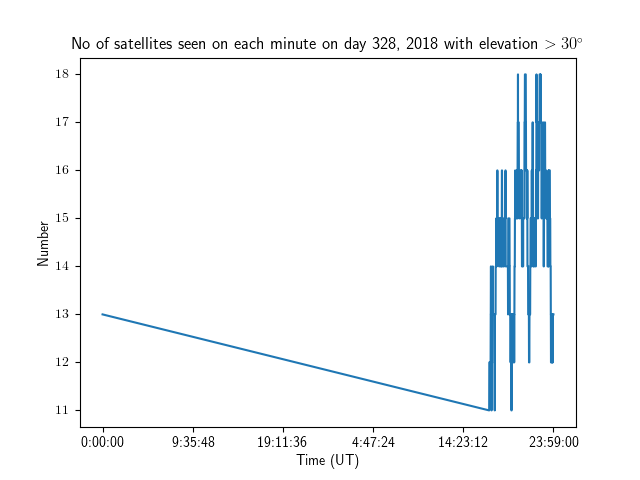 No of satellites seen on each minute on day 328, 2018 with elevation > 30°
18
17
16
15
14
13
12
11
Number
0:00:00 9:35:48 19:11:36 4:47:24 14:23:12 23:59:00
Time (UT)